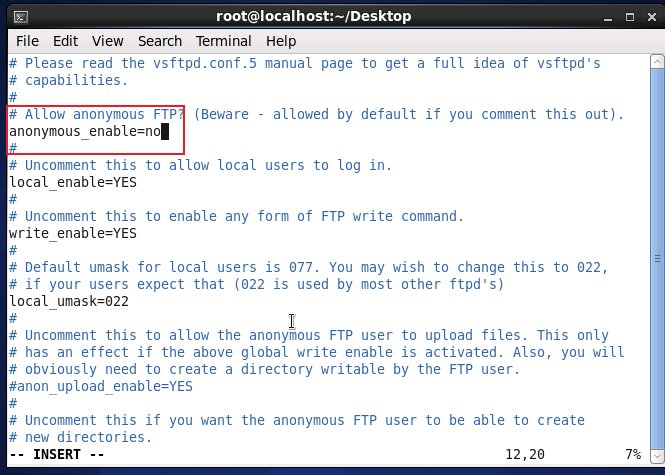 root@localhost:~/Desktop
File Edit View Search Terminal Help
# Please read the vsftpd.conf.5 manual page to get a full idea of vsftpd's
# capabilities.
#
# Allow anonymous FTP? (Beware - allowed by default if you comment this out).
anonymous_enable=no
#
# Uncomment this to allow local users to log in.
local_enable=YES
#
# Uncomment this to enable any form of FTP write command.
write_enable=YES
#
# Default umask for local users is 077. You may wish to change this to 022,
# if your users expect that (022 is used by most other ftpd's)
local_umask=022
#
# Uncomment this to allow the anonymous FTP user to upload files. This only
# has an effect if the above global write enable is activated. Also, you will
# obviously need to create a directory writable by the FTP user.
#anon_upload_enable=YES
#
# Uncomment this if you want the anonymous FTP user to be able to create
# new directories.
-- INSERT -- 12,20 7%